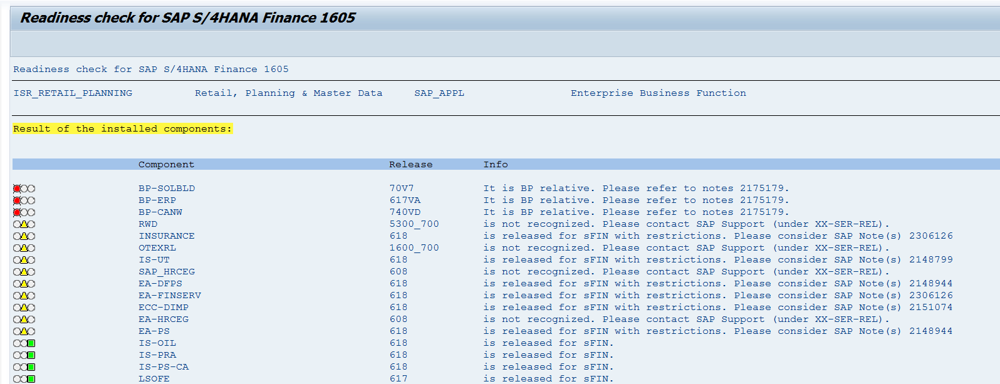 Readiness check for SAP S/4HANA Finance 1605
Readiness check for SAP S/4HANA Finance 1605
ISR_RETAIL_PLANNING Retail, Planning & Master Data SAP_APPL Enterprise Business Function
Result of the installed components:
Component Release Info
BP-SOLBLD 70V7 It is BP relative. Please refer to notes 2175179.
BP-ERP 617VA It is BP relative. Please refer to notes 2175179.
BP-CANW 740VD It is BP relative. Please refer to notes 2175179.
RWD 5300_700 is not recognized. Please contact SAP Support (under XX-SER-REL).
INSURANCE 618 is released for sFIN with restrictions. Please consider SAP Note(s) 2306126
OTEXRL 1600_700 is not recognized. Please contact SAP Support (under XX-SER-REL).
IS-UT 618 is released for sFIN with restrictions. Please consider SAP Note(s) 2148799
SAP_HRCEG 608 is not recognized. Please contact SAP Support (under XX-SER-REL).
EA-DFPS 618 is released for sFIN with restrictions. Please consider SAP Note(s) 2148944
EA-FINSERV 618 is released for sFIN with restrictions. Please consider SAP Note(s) 2306126
ECC-DIMP 618 is released for sFIN with restrictions. Please consider SAP Note(s) 2151074
EA-HRCEG 608 is not recognized. Please contact SAP Support (under XX-SER-REL).
EA-PS 618 is released for sFIN with restrictions. Please consider SAP Note(s) 2148944
IS-OIL 618 is released for sFIN.
IS-PRA 618 is released for sFIN.
IS-PS-CA 618 is released for sFIN.
LSOFE 617 is released for sFIN.